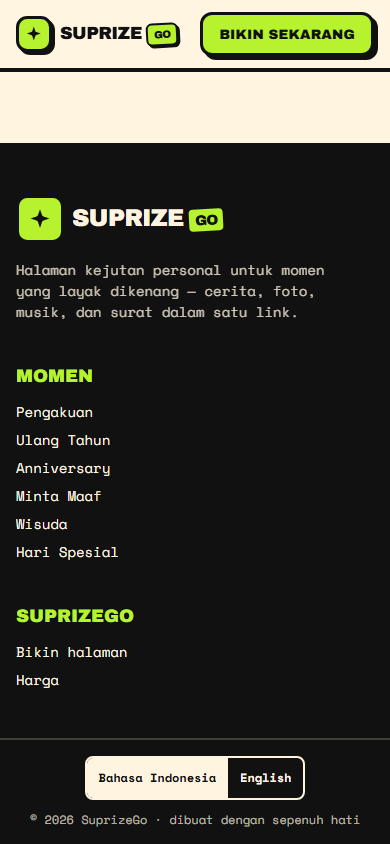 SUPRIZE GO
BIKIN SEKARANG
SUPRIZE GO
Halaman kejutan personal untuk momen
yang layak dikenang — cerita, foto,
musik, dan surat dalam satu link.
MOMEN
Pengakuan
Ulang Tahun
Anniversary
Minta Maaf
Wisuda
Hari Spesial
SUPRIZEGO
Bikin halaman
Harga
Bahasa Indonesia English
© 2026 SuprizeGo · dibuat dengan sepenuh hati